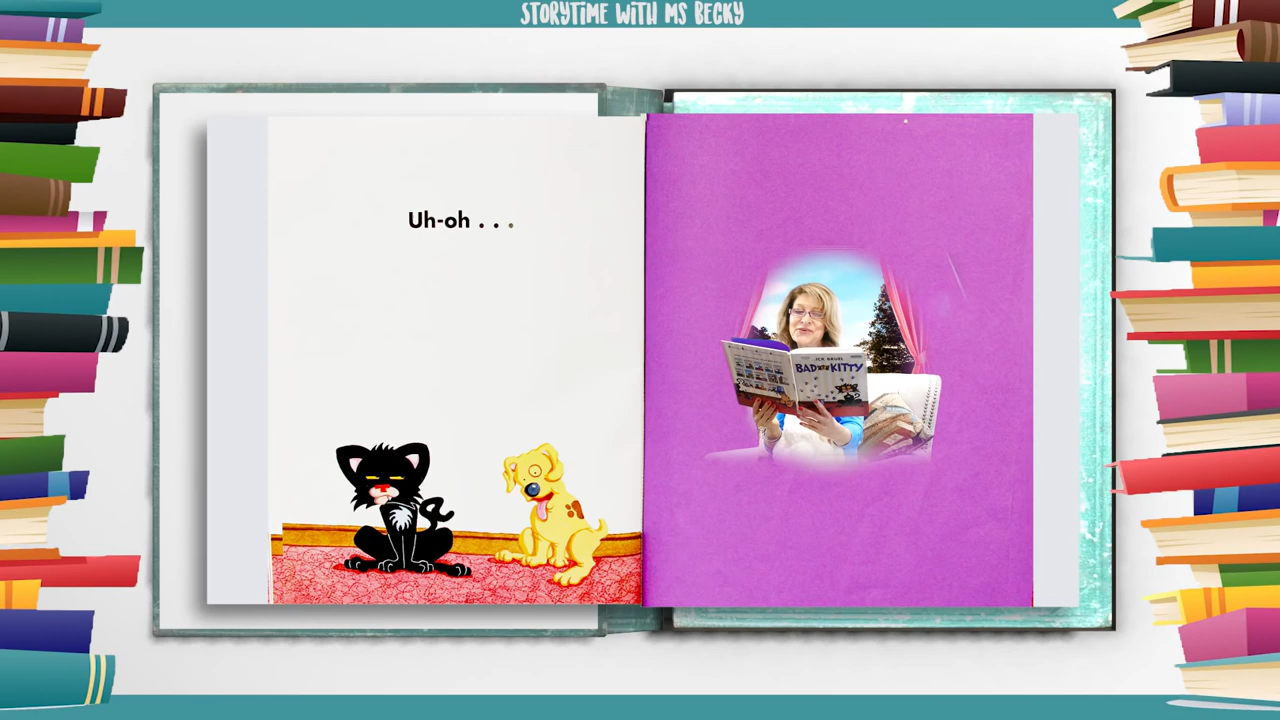 STORYTIME WITH MS BECKY
Uh-oh . . .
BAD KITTY